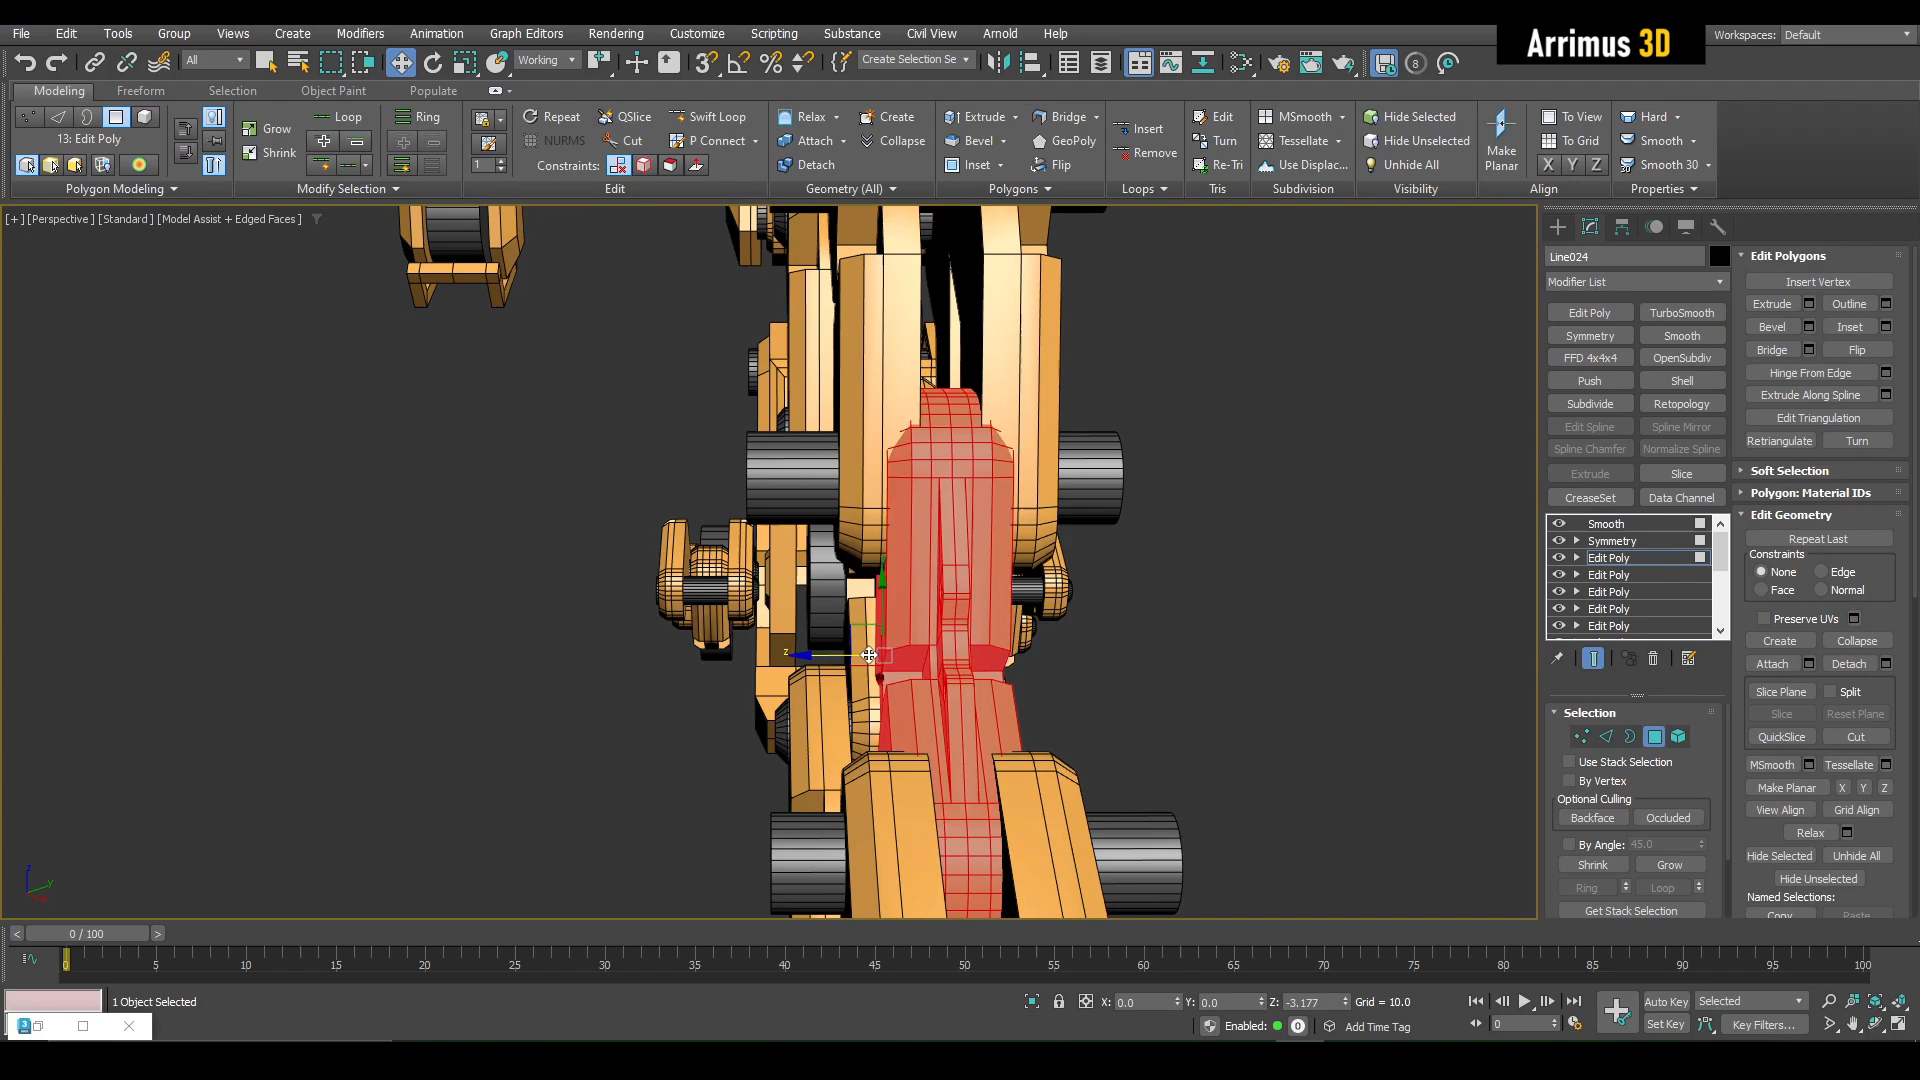 File Edit Tools Group Views Create Modifiers Animation Graph Editors Rendering Customize Scripting Substance Civil View Arnold Help
Arrimus 3D
Workspaces: Default
All Working Create Selection Se 8
Modeling Freeform Selection Object Paint Populate
13: Edit Poly
Grow
Shrink
Loop Ring
1
Repeat QSlice Swift Loop
NURMS Cut P Connect
Constraints:
Relax Create
Attach Collapse
Detach
Extrude Bridge
Bevel GeoPoly
Inset Flip
Insert
Remove
Edit
Turn
Re-Tri
MSmooth
Tessellate
Use Displac...
Hide Selected
Hide Unselected
Unhide All
Make
Planar
To View
To Grid
X Y Z
Hard
Smooth
Smooth 30
Polygon Modeling Modify Selection Edit Geometry (All) Polygons Loops Tris Subdivision Visibility Align Properties
[+] [Perspective] [Standard] [Model Assist + Edged Faces]
z
z
y
x
Line024
Modifier List
Edit Poly TurboSmooth
Symmetry Smooth
FFD 4x4x4 OpenSubdiv
Push Shell
Subdivide Retopology
Edit Spline Spline Mirror
Spline Chamfer Normalize Spline
Extrude Slice
CreaseSet Data Channel
Smooth
Symmetry
Edit Poly
Edit Poly
Edit Poly
Edit Poly
Edit Poly
Selection
Use Stack Selection
By Vertex
Optional Culling
Backface Occluded
By Angle: 45.0
Shrink Grow
Ring Loop
Get Stack Selection
Edit Polygons
Insert Vertex
Extrude Outline
Bevel Inset
Bridge Flip
Hinge From Edge
Extrude Along Spline
Edit Triangulation
Retriangulate Turn
Soft Selection
Polygon: Material IDs
Edit Geometry
Repeat Last
Constraints
None Edge
Face Normal
Preserve UVs
Create Collapse
Attach Detach
Slice Plane Split
Slice Reset Plane
QuickSlice Cut
MSmooth Tessellate
Make Planar X Y Z
View Align Grid Align
Relax
Hide Selected Unhide All
Hide Unselected
Named Selections:
Copy Paste
0 / 100
0 5 10 15 20 25 30 35 40 45 50 55 60 65 70 75 80 85 90 95 100
1 Object Selected
X: 0.0 Y: 0.0 Z: -3.177 Grid = 10.0
Enabled: 0 Add Time Tag
0
Auto Key Selected
Set Key Key Filters...
3